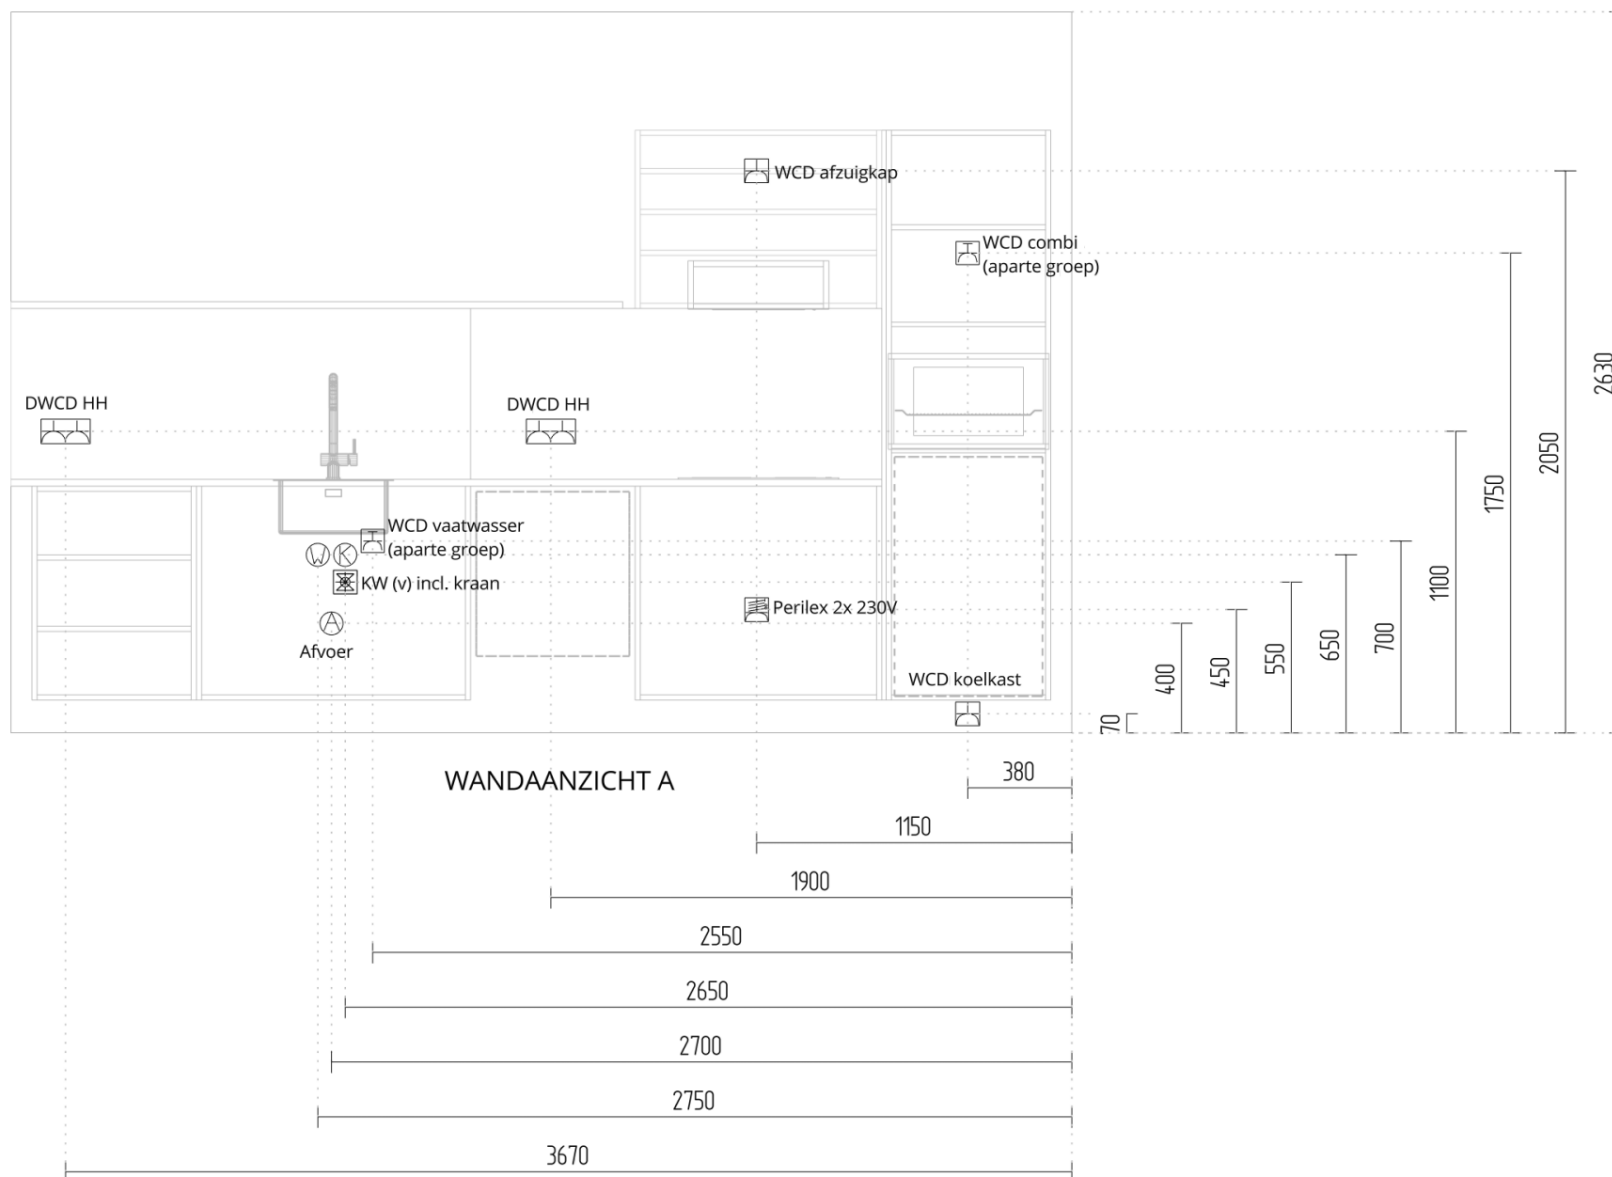 WCD afzuigkap
WCD combi
(aparte groep)
DWCD HH
DWCD HH
WCD vaatwasser
(aparte groep)
W
K
KW (v) incl. kraan
A
Afvoer
Perilex 2x 230V
WCD koelkast
70
400
450
550
650
700
1100
1750
2050
2630
WANDAANZICHT A
380
1150
1900
2550
2650
2700
2750
3670